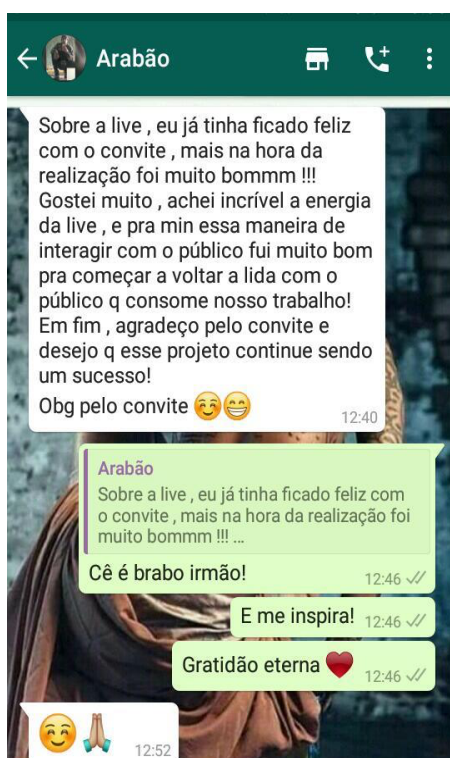 Arabão
Sobre a live , eu já tinha ficado feliz
com o convite , mais na hora da
realização foi muito bommm !!!
Gostei muito , achei incrível a energia
da live , e pra min essa maneira de
interagir com o público fui muito bom
pra começar a voltar a lida com o
público q consome nosso trabalho!
Em fim , agradeço pelo convite e
desejo q esse projeto continue sendo
um sucesso!
Obg pelo convite ☺️😁
12:40
Arabão
Sobre a live , eu já tinha ficado feliz com
o convite , mais na hora da realização foi
muito bommm !!! ...
Cê é brabo irmão! 12:46
E me inspira! 12:46
Gratidão eterna ❤️ 12:46
☺️🙏🏼 12:52